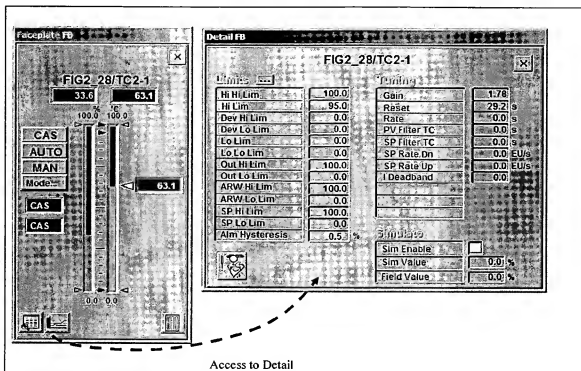 Faceplate FB
FIG2_28/TC2-1
33.6 63.1
% °C
100.0 100.0
CAS
AUTO
MAN
Mode...
63.1
CAS
CAS
0.0 0.0
Detail FB
FIG2_28/TC2-1
Limits ...
Hi Hi Lim 100.0
Hi Lim 95.0
Dev Hi Lim 0.0
Dev Lo Lim 0.0
Lo Lim 0.0
Lo Lo Lim 0.0
Out Hi Lim 100.0
Out Lo Lim 0.0
ARW Hi Lim 100.0
ARW Lo Lim 0.0
SP Hi Lim 100.0
SP Lo Lim 0.0
Alm Hysteresis 0.5 %
Tuning
Gain 1.78
Reset 29.2 s
Rate 0.0 s
PV Filter TC 0.0 s
SP Filter TC 0.0 s
SP Rate Dn 0.0 EU/s
SP Rate Up 0.0 EU/s
I Deadband 0.0
Simulate
Sim Enable
Sim Value 0.0 %
Field Value 0.0 %
Access to Detail